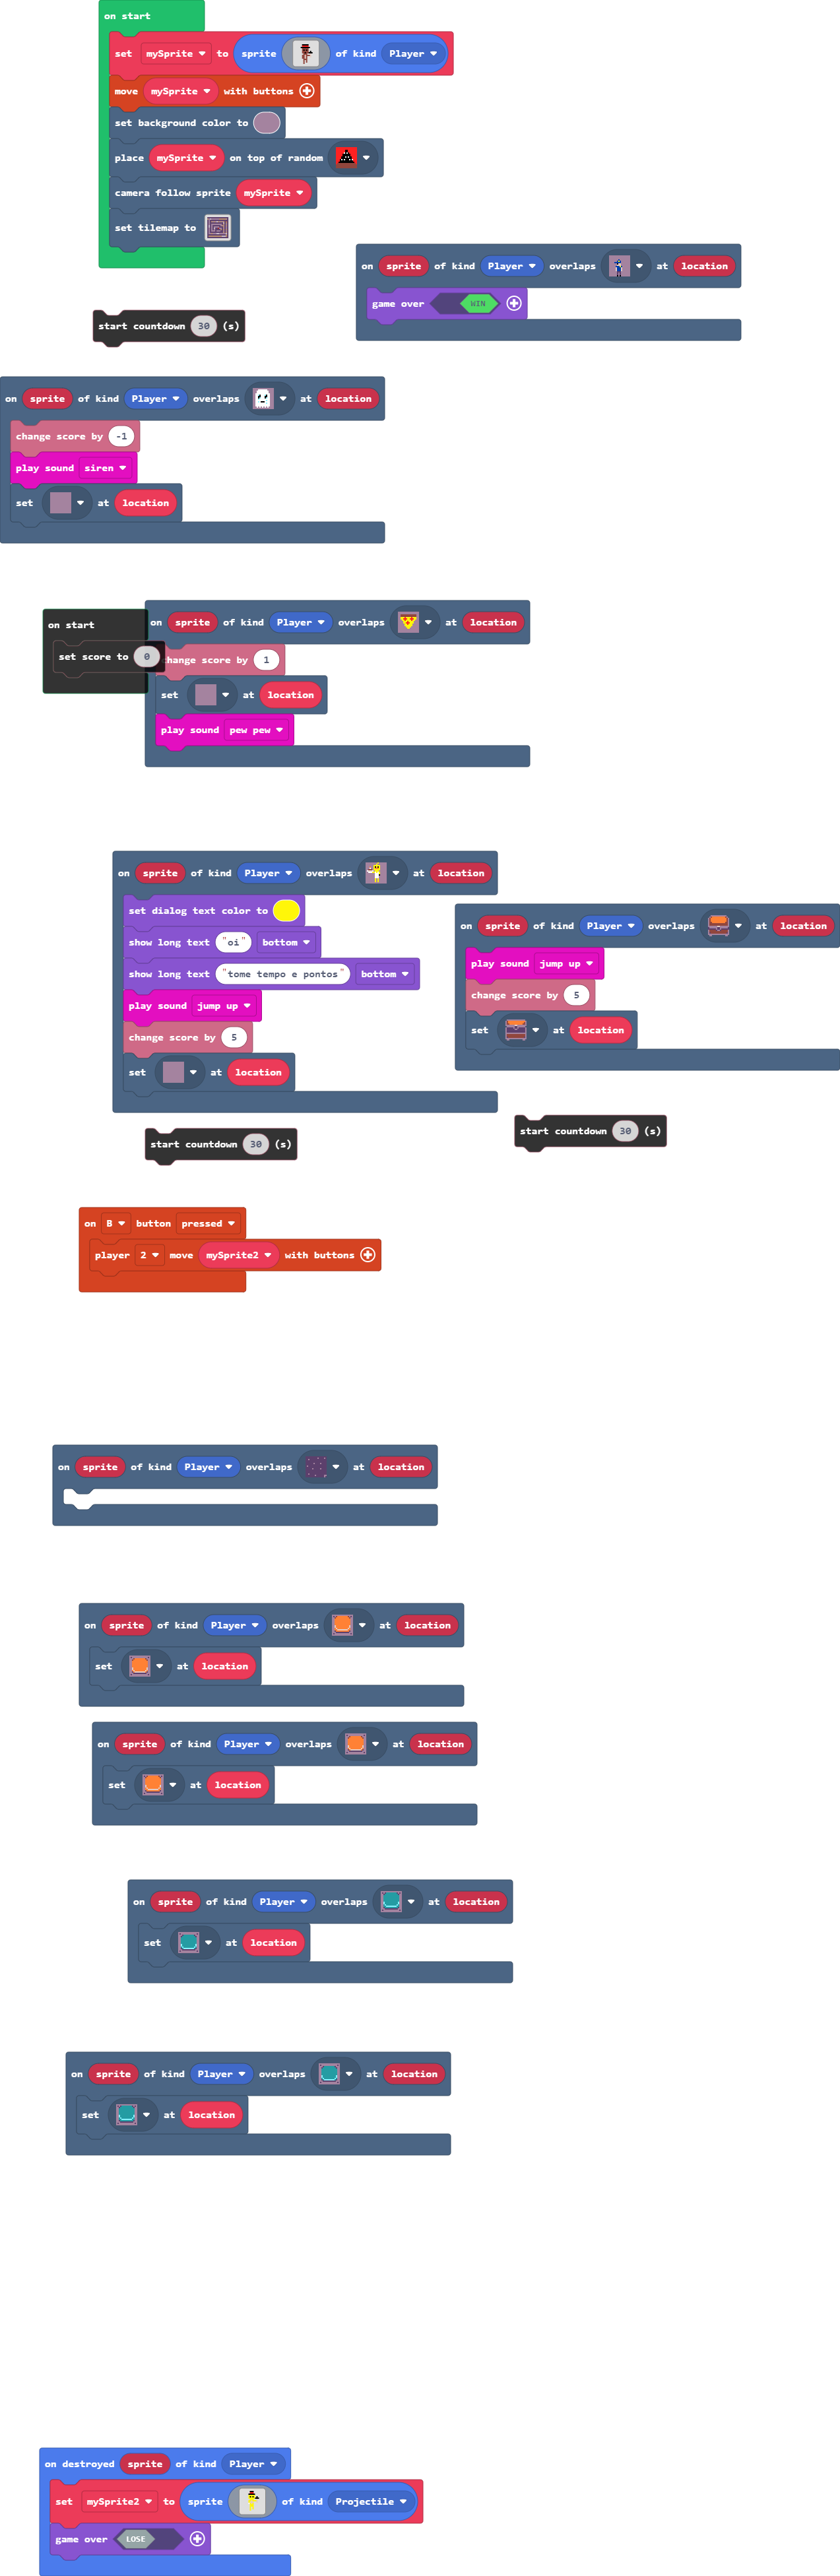 on start
set mySprite to sprite of kind Player
move mySprite with buttons
set background color to
place mySprite on top of random
camera follow sprite mySprite
set tilemap to
on sprite of kind Player overlaps at location
game over WIN
start countdown 30 (s)
on sprite of kind Player overlaps at location
change score by -1
play sound siren
set at location
on start
set score to 0
on sprite of kind Player overlaps at location
change score by 1
set at location
play sound pew pew
on sprite of kind Player overlaps at location
set dialog text color to
show long text "oi" bottom
show long text "tome tempo e pontos" bottom
play sound jump up
change score by 5
set at location
on sprite of kind Player overlaps at location
play sound jump up
change score by 5
set at location
start countdown 30 (s)
start countdown 30 (s)
on B button pressed
player 2 move mySprite2 with buttons
on sprite of kind Player overlaps at location
on sprite of kind Player overlaps at location
set at location
on sprite of kind Player overlaps at location
set at location
on sprite of kind Player overlaps at location
set at location
on sprite of kind Player overlaps at location
set at location
on destroyed sprite of kind Player
set mySprite2 to sprite of kind Projectile
game over LOSE